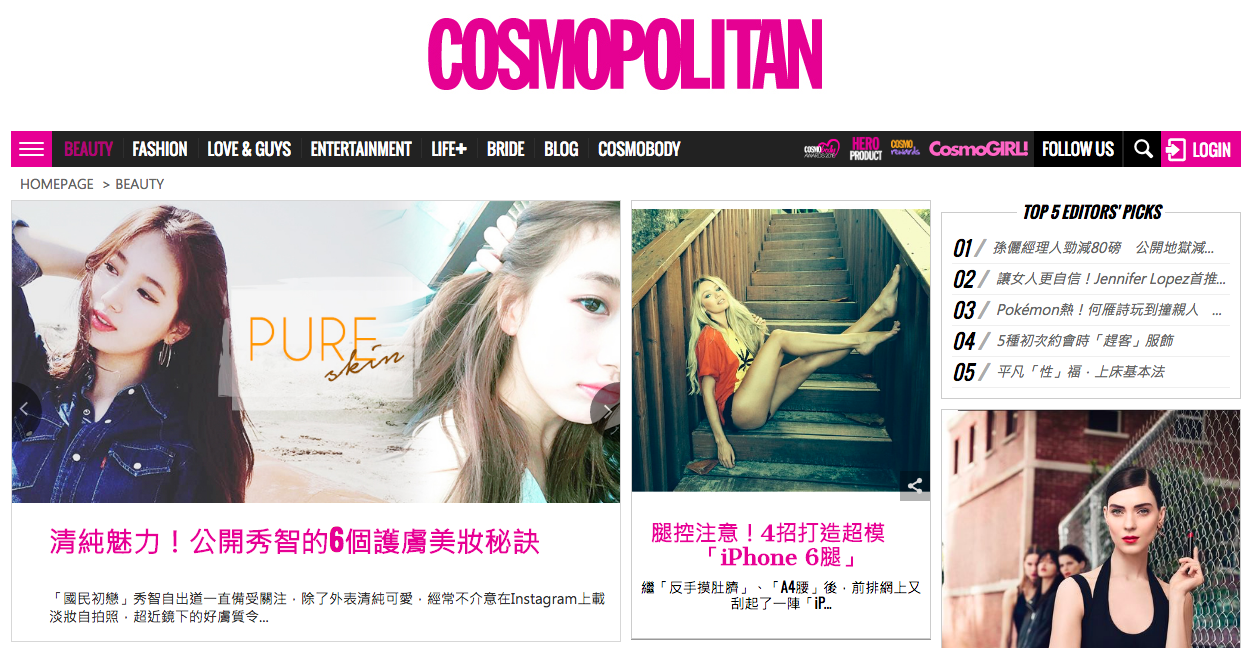 COSMOPOLITAN
BEAUTY FASHION LOVE & GUYS ENTERTAINMENT LIFE+ BRIDE BLOG COSMOBODY HERO PRODUCT COSMO rewards CosmoGIRL! FOLLOW US LOGIN
HOMEPAGE > BEAUTY
PURE
skin
清純魅力！公開秀智的6個護膚美妝秘訣
「國民初戀」秀智自出道一直備受關注，除了外表清純可愛，經常不介意在Instagram上載
淡妝自拍照，超近鏡下的好膚質令...
腿控注意！4招打造超模
「iPhone 6腿」
繼「反手摸肚臍」、「A4腰」後，前排網上又
刮起了一陣「iP...
TOP 5 EDITORS' PICKS
01 / 孫儷經理人勁減80磅 公開地獄減...
02 / 讓女人更自信！Jennifer Lopez首推...
03 / Pokémon熱！何雁詩玩到撞親人 ...
04 / 5種初次約會時「趕客」服飾
05 / 平凡「性」福，上床基本法